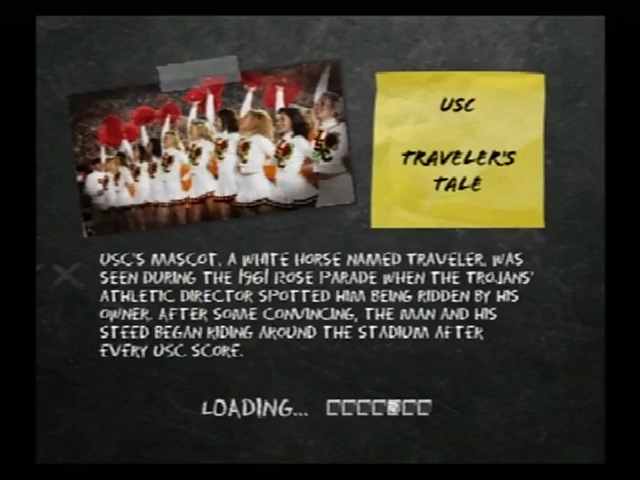 USC
TRAVELER'S
TALE
USC'S MASCOT, A WHITE HORSE NAMED TRAVELER, WAS
SEEN DURING THE 1961 ROSE PARADE WHEN THE TROJANS'
ATHLETIC DIRECTOR SPOTTED HIM BEING RIDDEN BY HIS
OWNER. AFTER SOME CONVINCING, THE MAN AND HIS
STEED BEGAN RIDING AROUND THE STADIUM AFTER
EVERY USC SCORE.
LOADING...